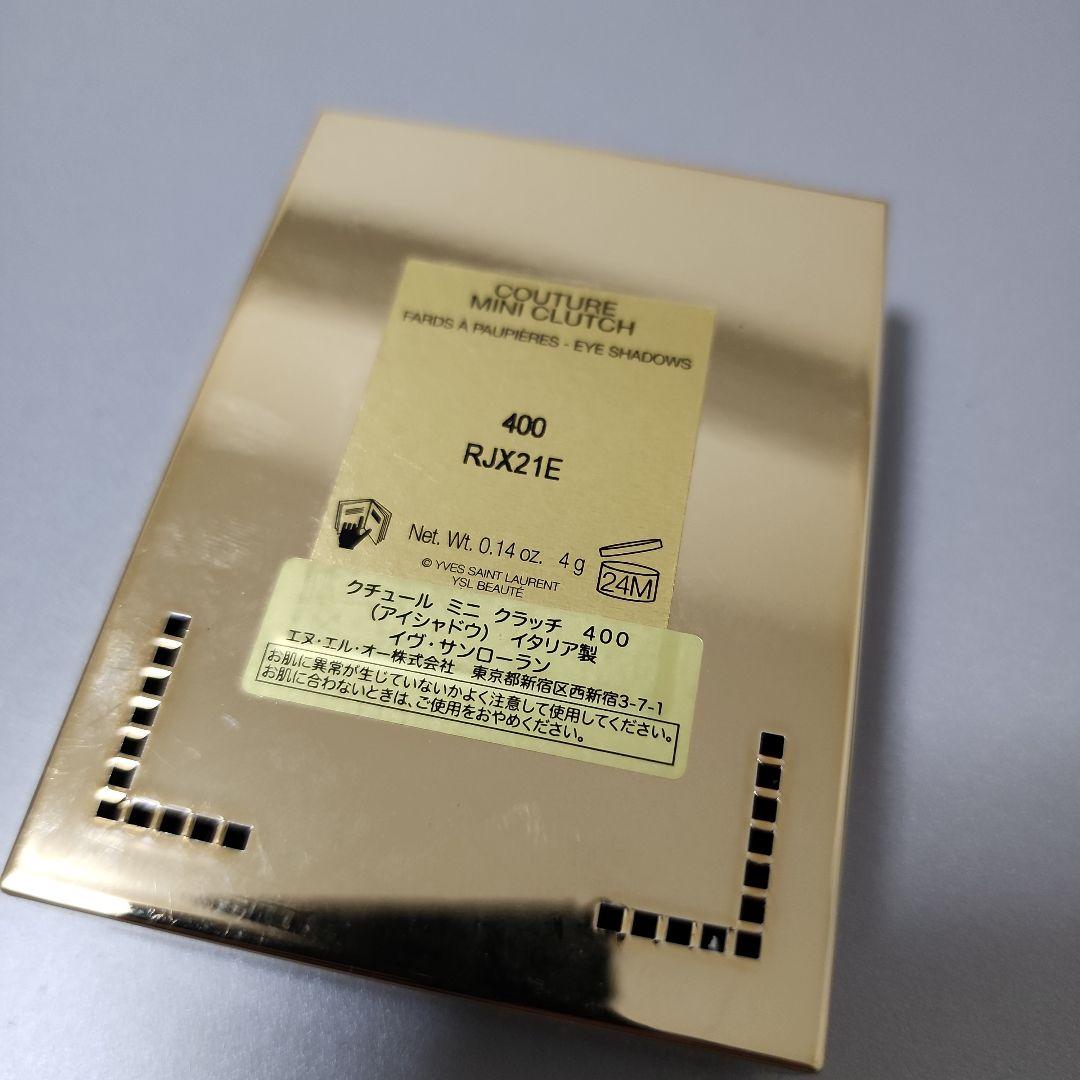 COUTURE
MINI CLUTCH
FARDS À PAUPIÈRES - EYE SHADOWS
400
RJX21E
Net. Wt. 0.14 oz. 4 g
24M
© YVES SAINT LAURENT
YSL BEAUTÉ
クチュール ミニ クラッチ 400
(アイシャドウ) イタリア製
イヴ・サンローラン
エヌ・エル・オー株式会社 東京都新宿区西新宿3-7-1
お肌に異常が生じていないかよく注意して使用してください。
お肌に合わないときは、ご使用をおやめください。